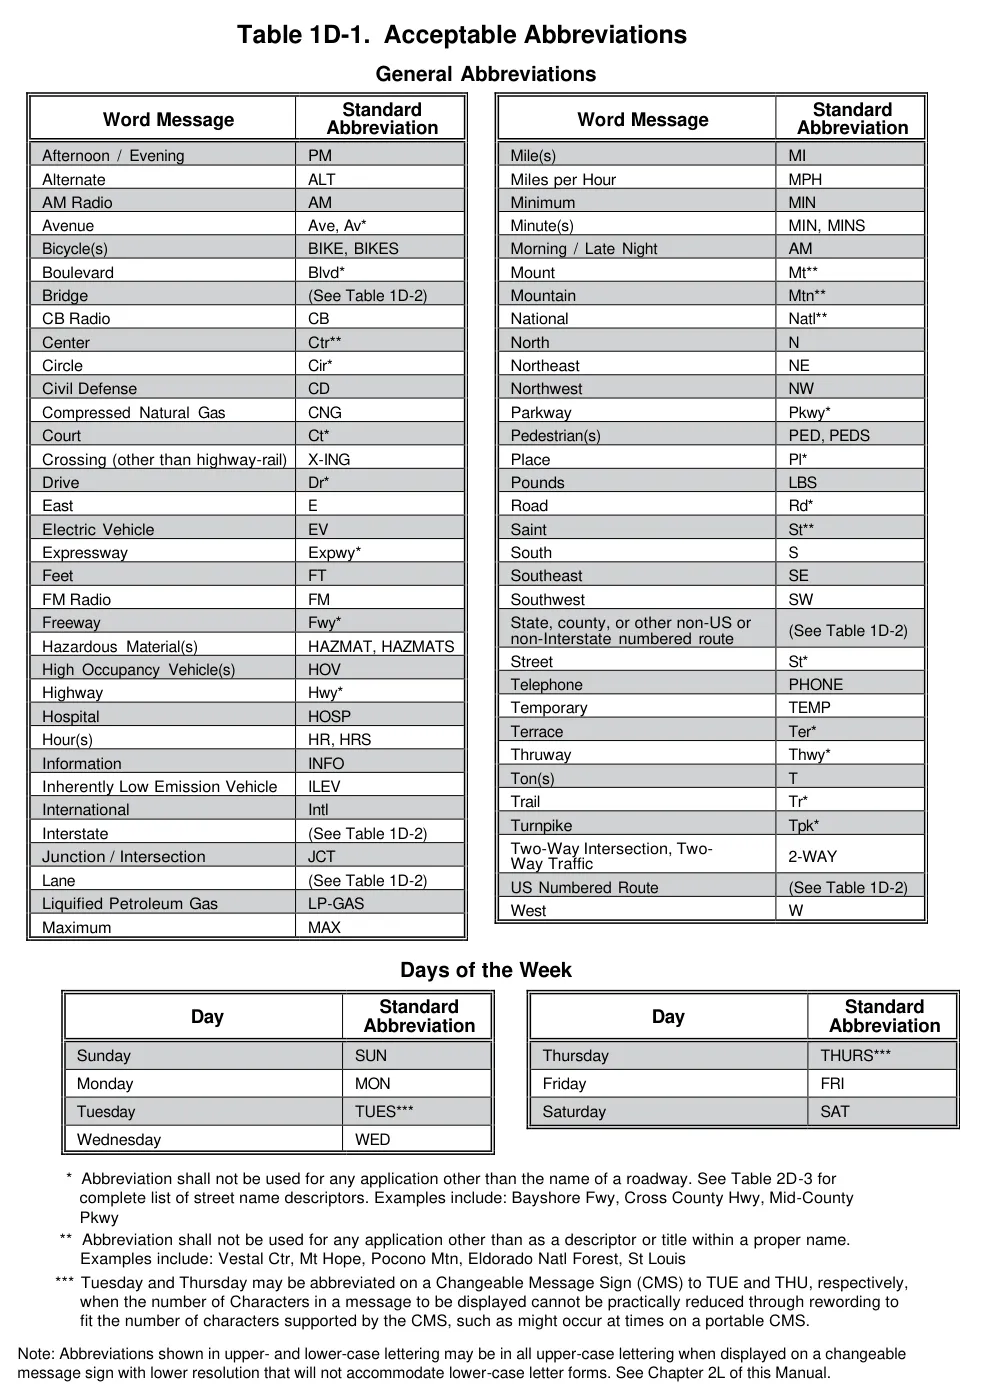 Table 1D-1. Acceptable Abbreviations
General Abbreviations
Word Message Standard Abbreviation
Afternoon / Evening PM
Alternate ALT
AM Radio AM
Avenue Ave, Av*
Bicycle(s) BIKE, BIKES
Boulevard Blvd*
Bridge (See Table 1D-2)
CB Radio CB
Center Ctr**
Circle Cir*
Civil Defense CD
Compressed Natural Gas CNG
Court Ct*
Crossing (other than highway-rail) X-ING
Drive Dr*
East E
Electric Vehicle EV
Expressway Expwy*
Feet FT
FM Radio FM
Freeway Fwy*
Hazardous Material(s) HAZMAT, HAZMATS
High Occupancy Vehicle(s) HOV
Highway Hwy*
Hospital HOSP
Hour(s) HR, HRS
Information INFO
Inherently Low Emission Vehicle ILEV
International Intl
Interstate (See Table 1D-2)
Junction / Intersection JCT
Lane (See Table 1D-2)
Liquified Petroleum Gas LP-GAS
Maximum MAX
Word Message Standard Abbreviation
Mile(s) MI
Miles per Hour MPH
Minimum MIN
Minute(s) MIN, MINS
Morning / Late Night AM
Mount Mt**
Mountain Mtn**
National Natl**
North N
Northeast NE
Northwest NW
Parkway Pkwy*
Pedestrian(s) PED, PEDS
Place Pl*
Pounds LBS
Road Rd*
Saint St**
South S
Southeast SE
Southwest SW
State, county, or other non-US or
non-Interstate numbered route (See Table 1D-2)
Street St*
Telephone PHONE
Temporary TEMP
Terrace Ter*
Thruway Thwy*
Ton(s) T
Trail Tr*
Turnpike Tpk*
Two-Way Intersection, Two-
Way Traffic 2-WAY
US Numbered Route (See Table 1D-2)
West W
Days of the Week
Day Standard Abbreviation
Sunday SUN
Monday MON
Tuesday TUES***
Wednesday WED
Day Standard Abbreviation
Thursday THURS***
Friday FRI
Saturday SAT
* Abbreviation shall not be used for any application other than the name of a roadway. See Table 2D-3 for
complete list of street name descriptors. Examples include: Bayshore Fwy, Cross County Hwy, Mid-County
Pkwy
** Abbreviation shall not be used for any application other than as a descriptor or title within a proper name.
Examples include: Vestal Ctr, Mt Hope, Pocono Mtn, Eldorado Natl Forest, St Louis
*** Tuesday and Thursday may be abbreviated on a Changeable Message Sign (CMS) to TUE and THU, respectively,
when the number of Characters in a message to be displayed cannot be practically reduced through rewording to
fit the number of characters supported by the CMS, such as might occur at times on a portable CMS.
Note: Abbreviations shown in upper- and lower-case lettering may be in all upper-case lettering when displayed on a changeable
message sign with lower resolution that will not accommodate lower-case letter forms. See Chapter 2L of this Manual.